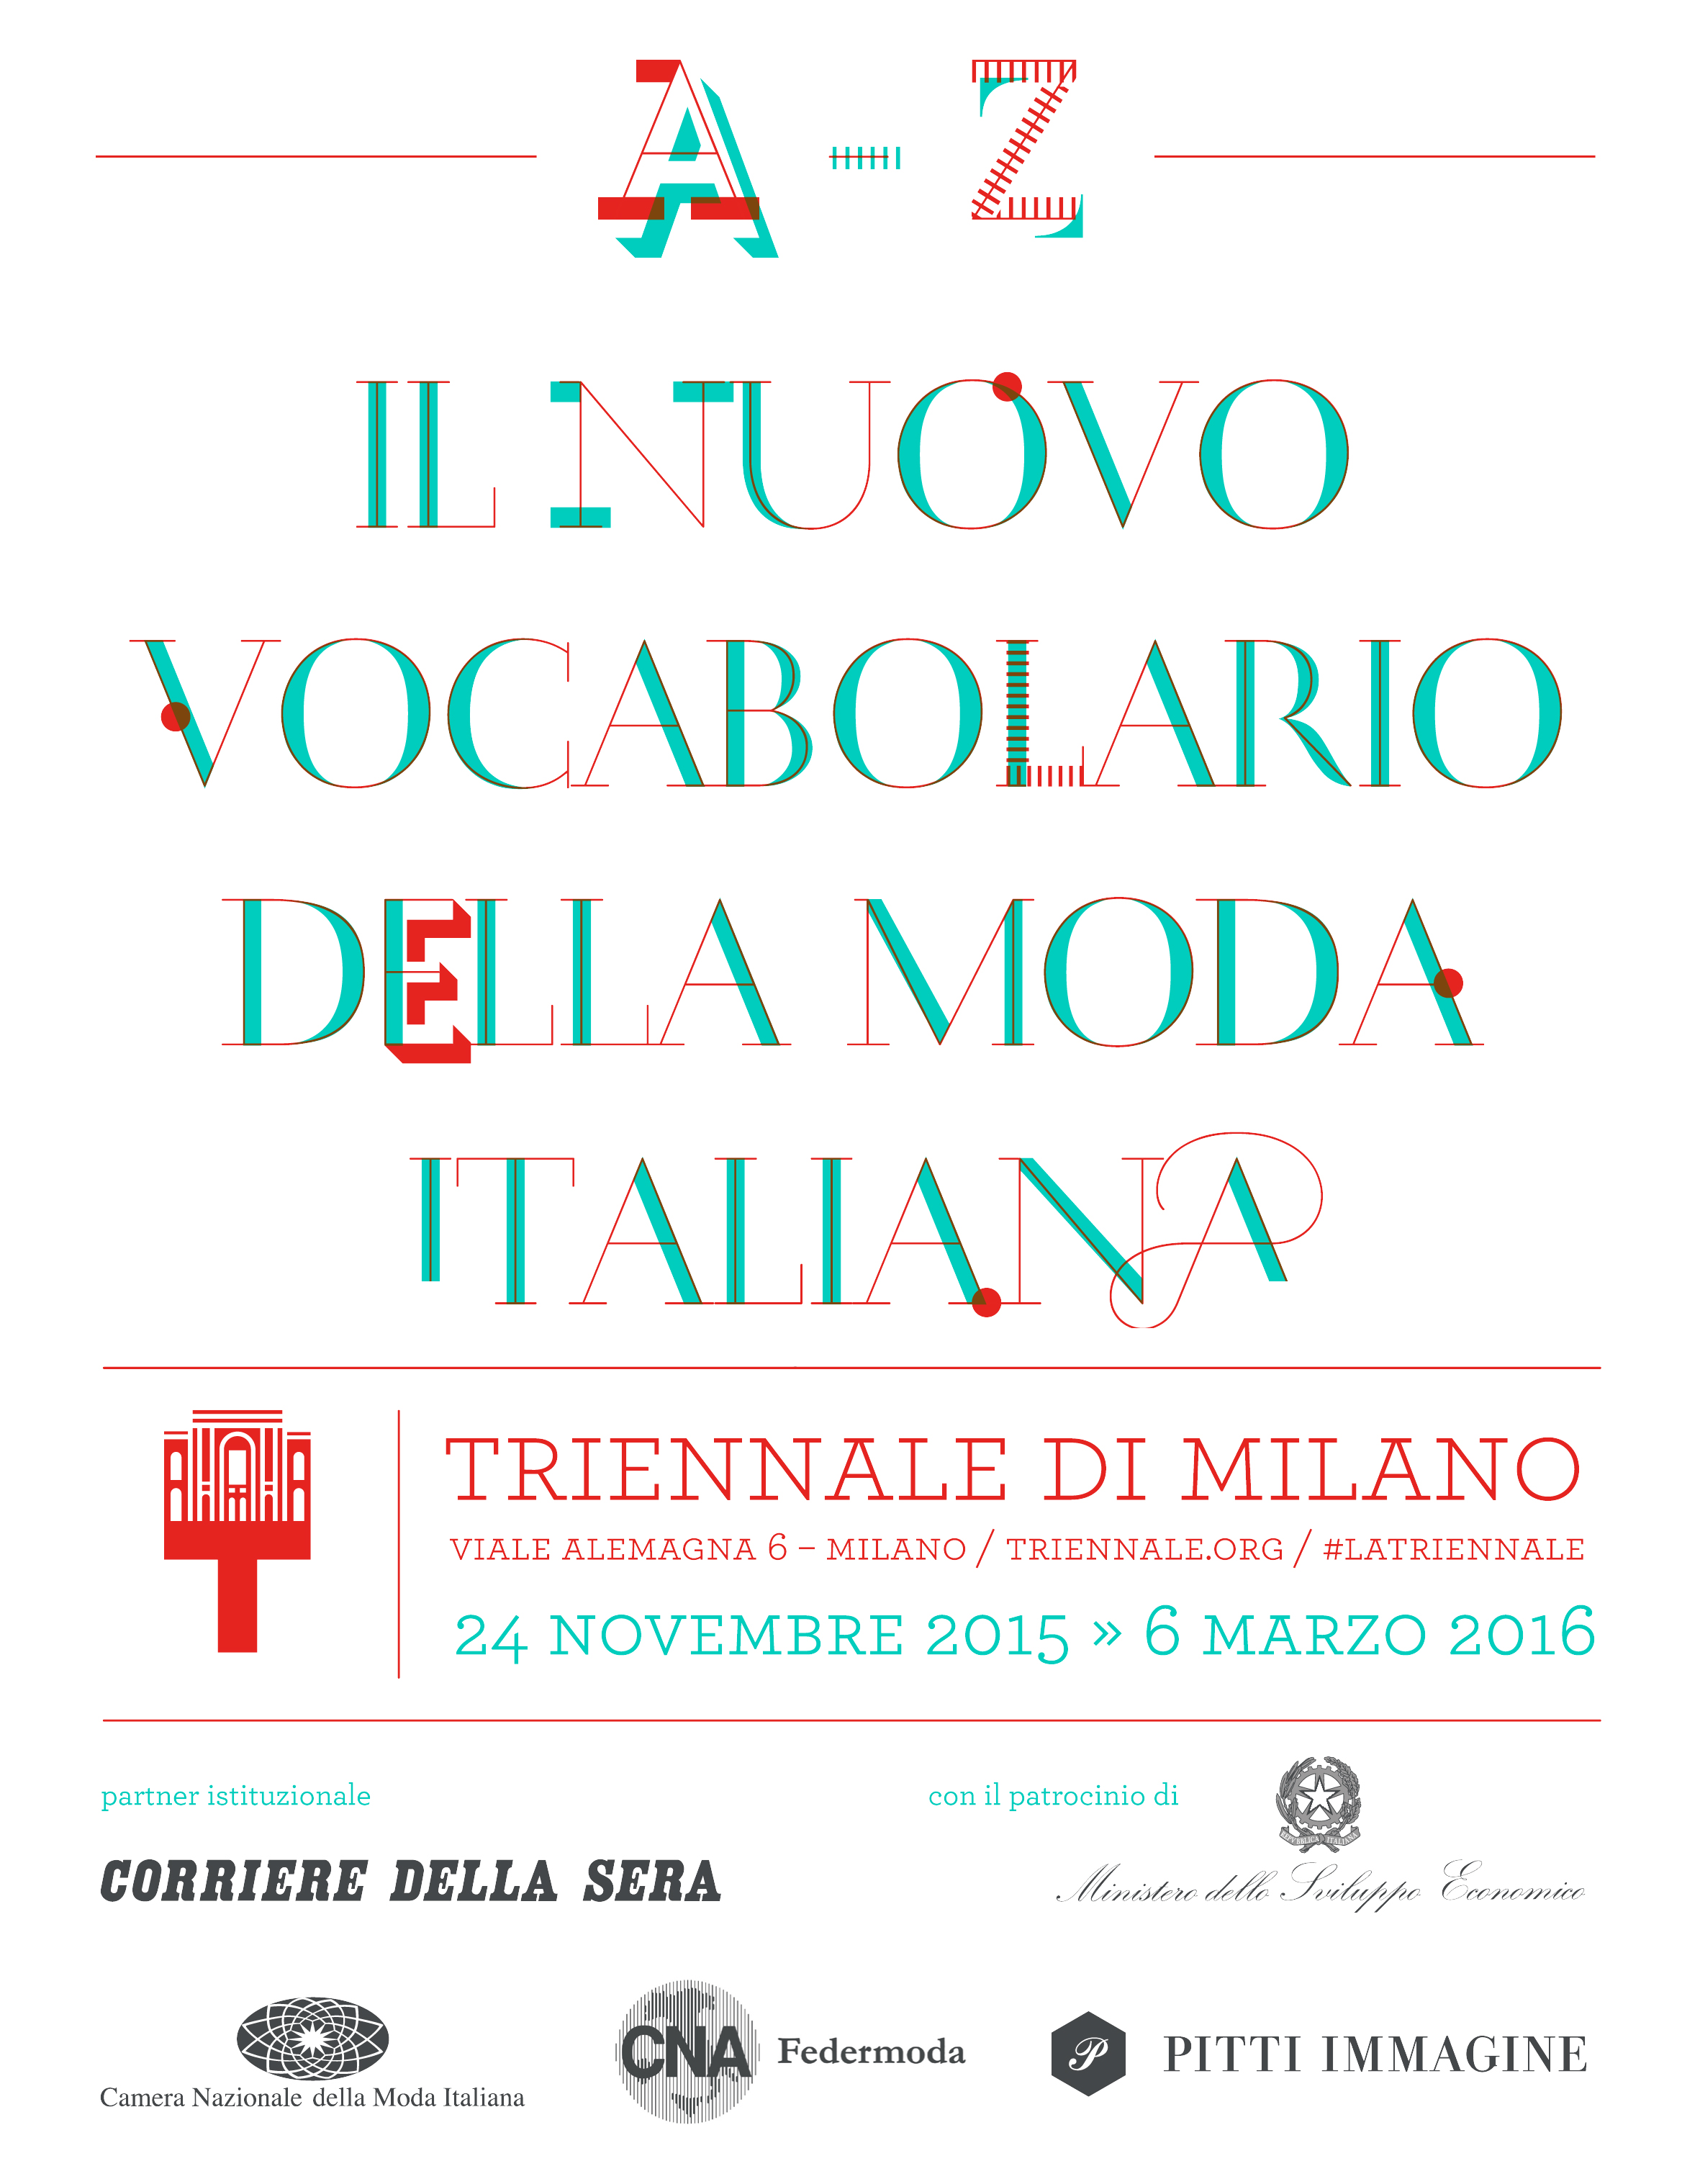 A-Z
IL NUOVO
VOCABOLARIO
DELLA MODA
ITALIANA
TRIENNALE DI MILANO
VIALE ALEMAGNA 6 – MILANO / TRIENNALE.ORG / #LATRIENNALE
24 NOVEMBRE 2015 » 6 MARZO 2016
partner istituzionale
con il patrocinio di
REPVBBLICA ITALIANA
CORRIERE DELLA SERA
Ministero dello Sviluppo Economico
CNA Federmoda
P PITTI IMMAGINE
Camera Nazionale della Moda Italiana